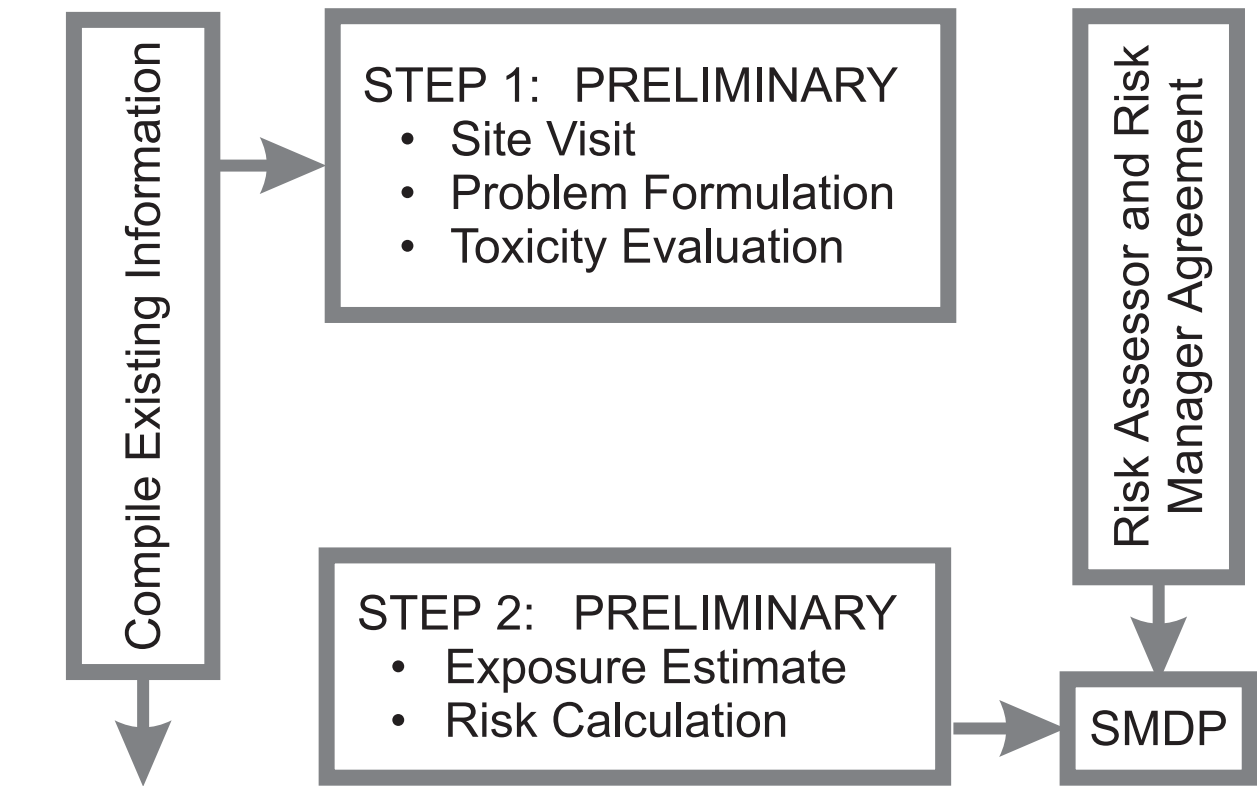 Compile Existing Information
STEP 1: PRELIMINARY
• Site Visit
• Problem Formulation
• Toxicity Evaluation
Risk Assessor and Risk
Manager Agreement
STEP 2: PRELIMINARY
• Exposure Estimate
• Risk Calculation
SMDP